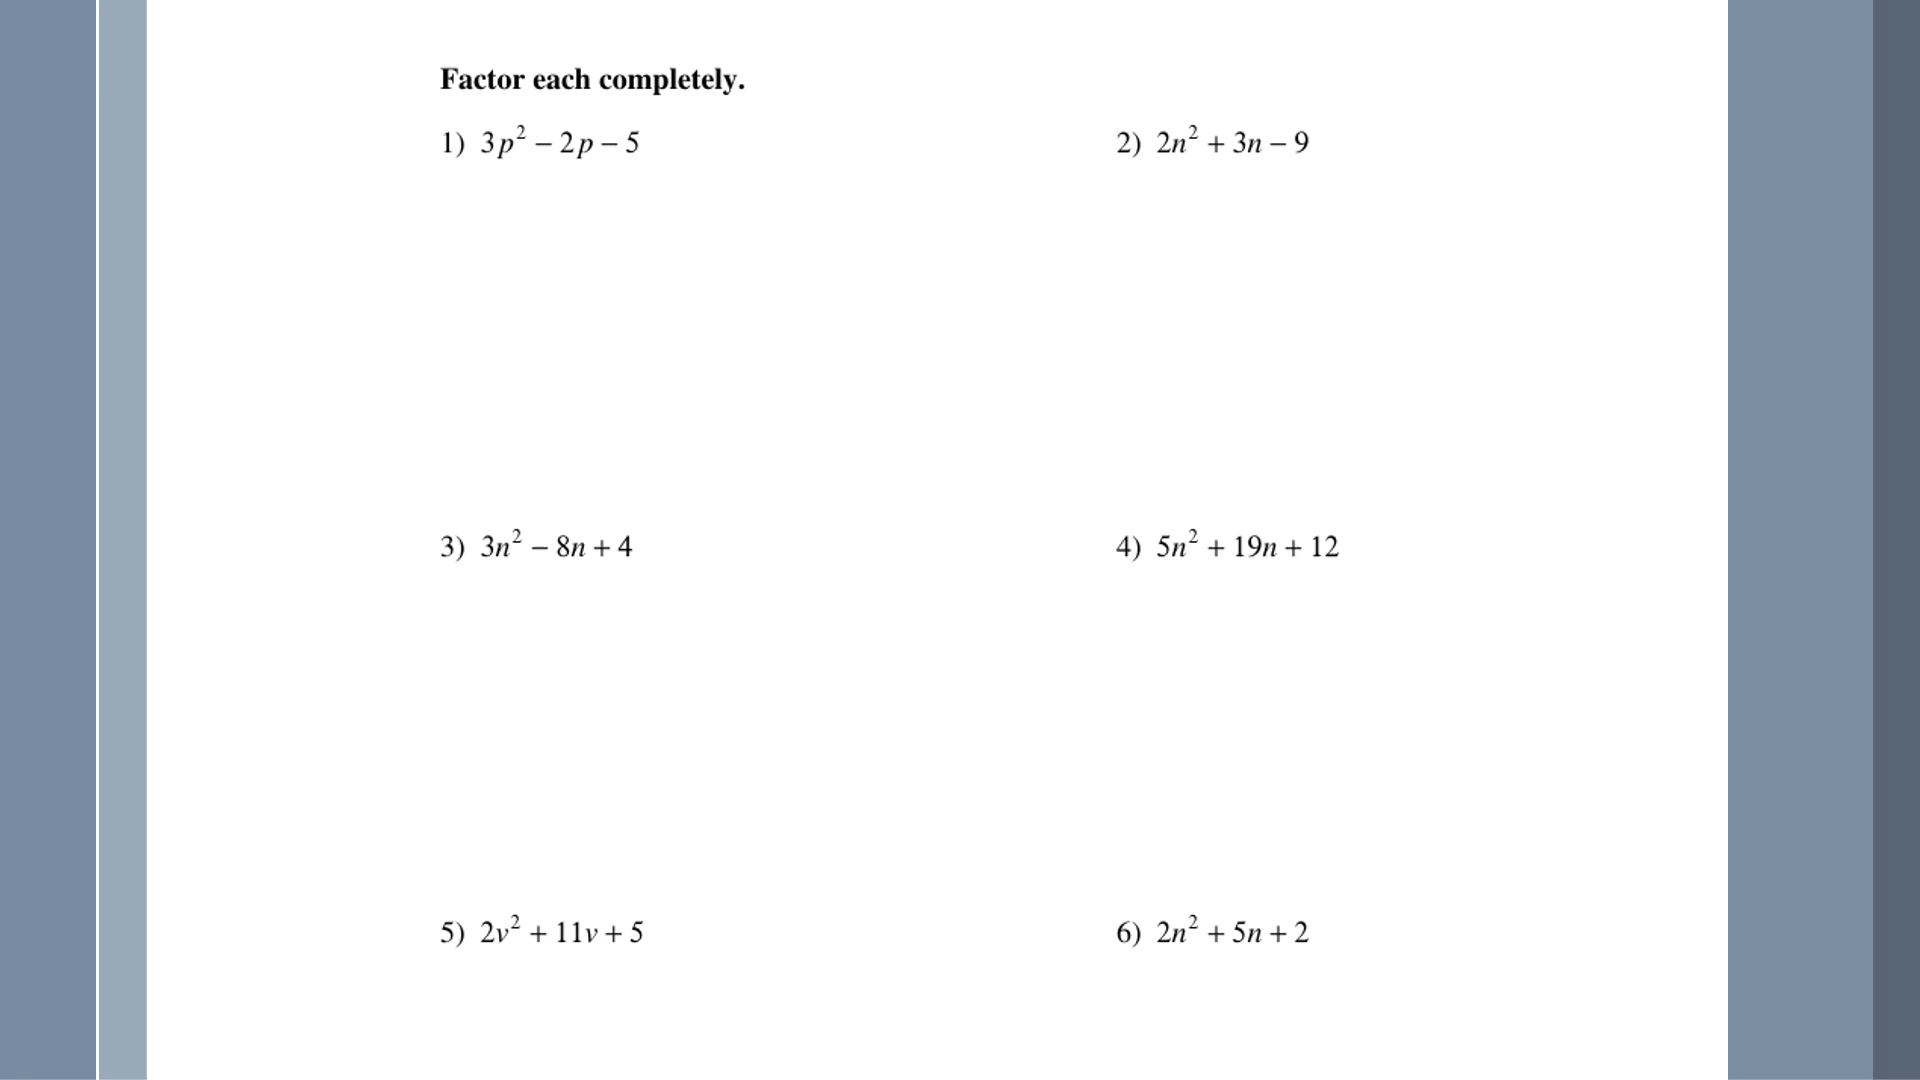 Factor each completely.
1) 3p² − 2p − 5
2) 2n² + 3n − 9
3) 3n² − 8n + 4
4) 5n² + 19n + 12
5) 2v² + 11v + 5
6) 2n² + 5n + 2